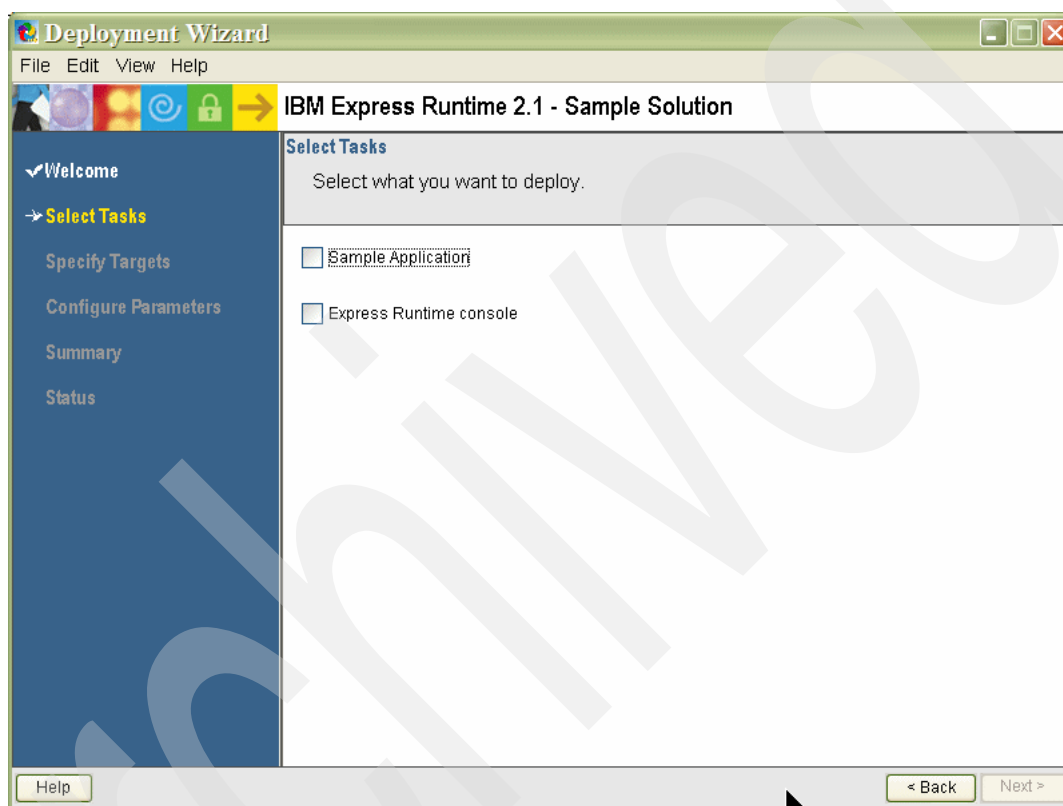 Deployment Wizard
File Edit View Help
IBM Express Runtime 2.1 - Sample Solution
Welcome
Select Tasks
Specify Targets
Configure Parameters
Summary
Status
Select Tasks
Select what you want to deploy.
Sample Application
Express Runtime console
Help
< Back
Next >